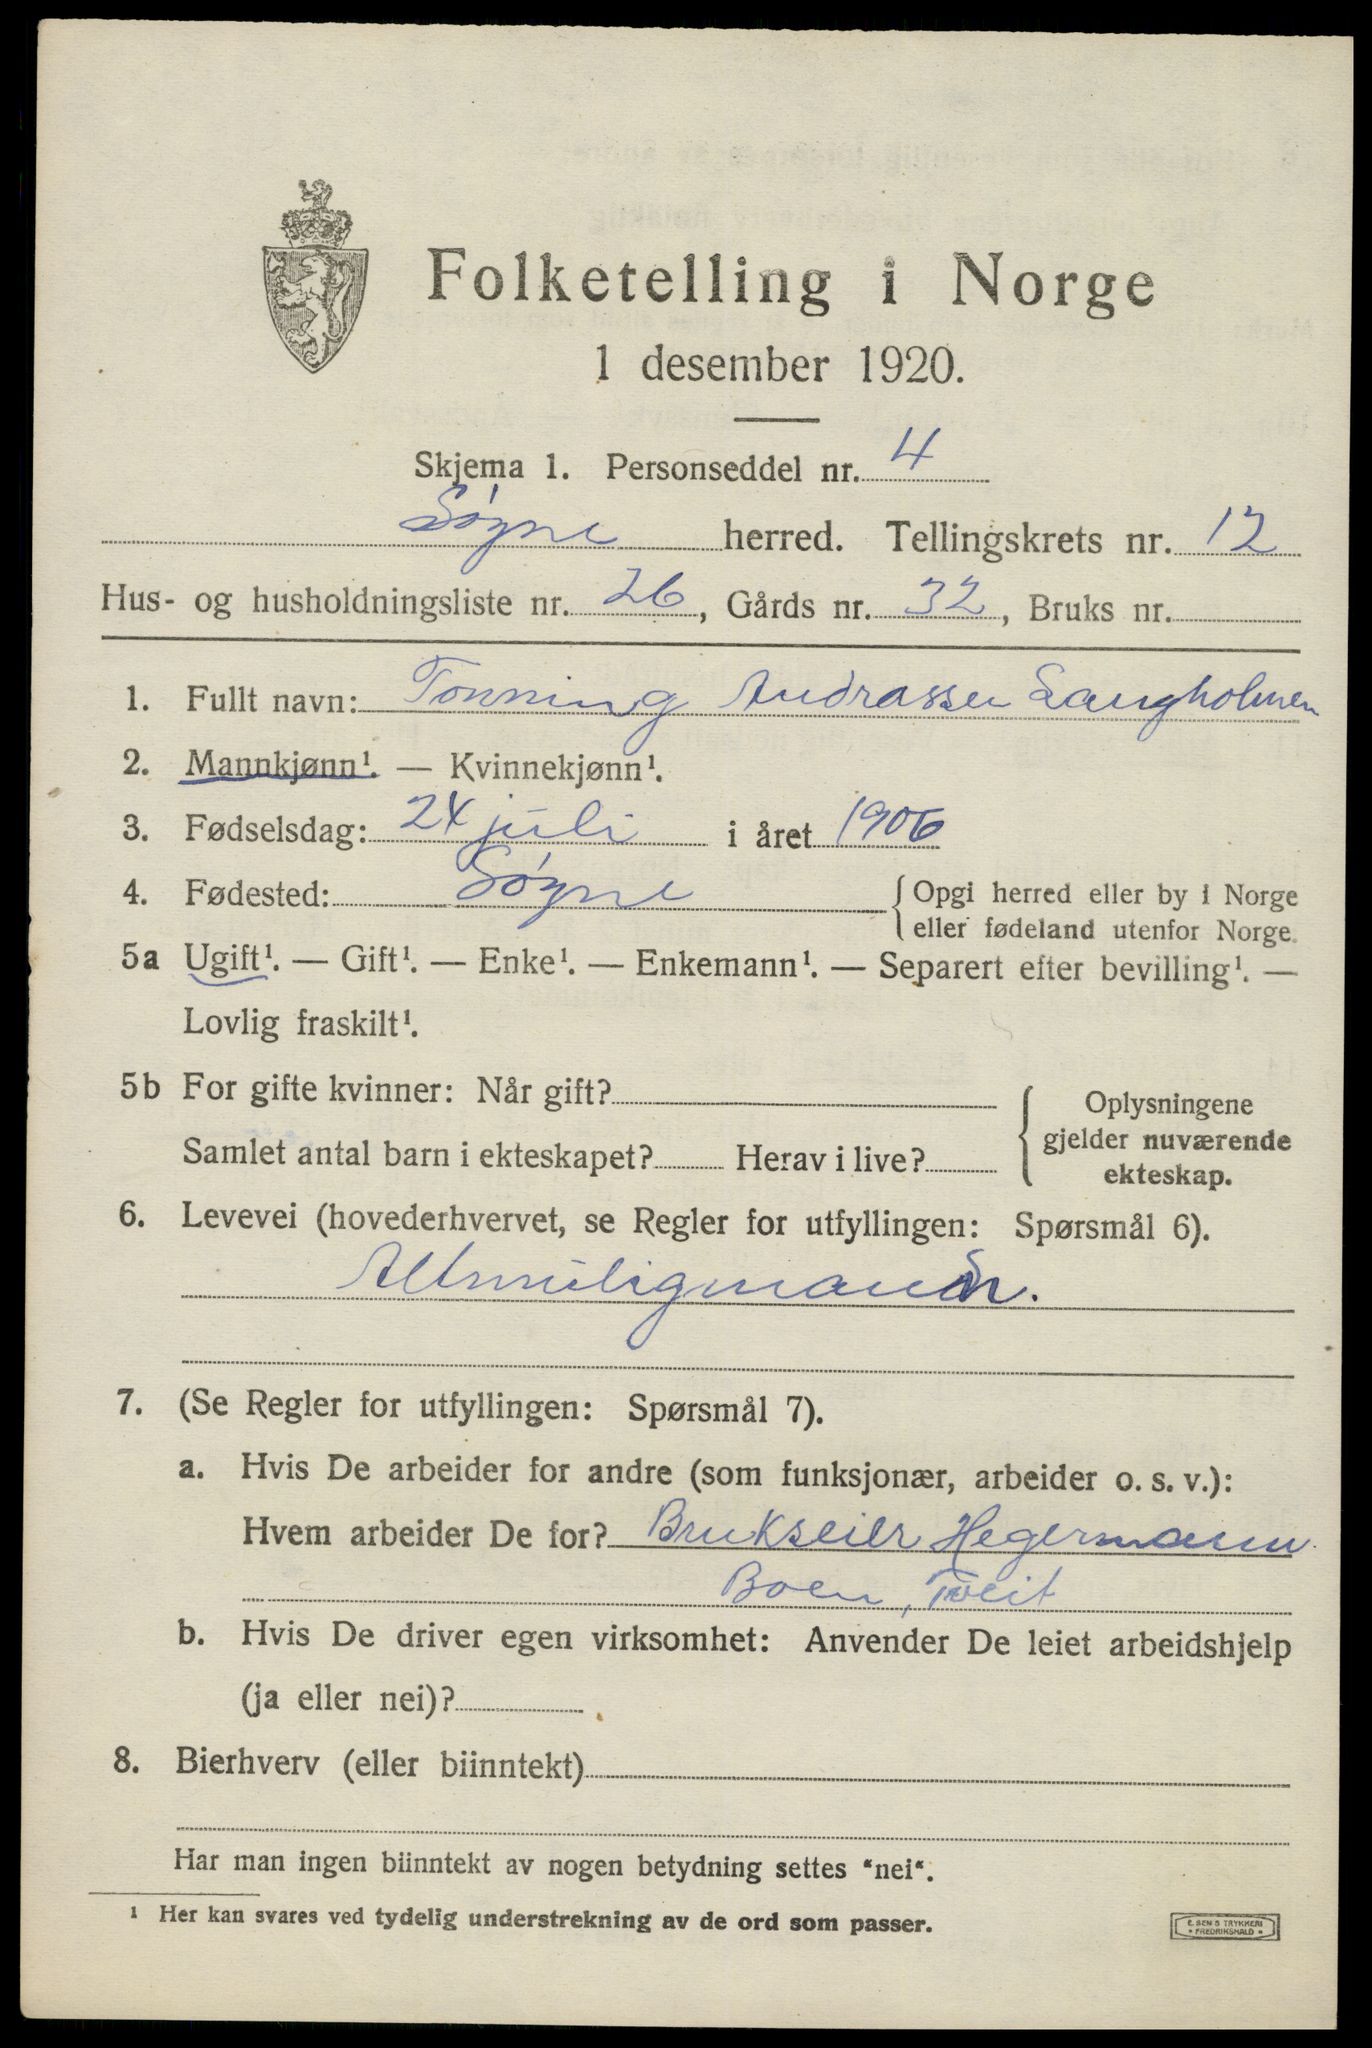 Folketelling i Norge
1 desember 1920.
Skjema 1. Personseddel nr. 4
Søgne herred. Tellingskrets nr. 12
Hus- og husholdningsliste nr. 26, Gårds nr. 32, Bruks nr.
1. Fullt navn: Tonning Andrassen Langholmen
2. Mannkjønn¹. — Kvinnekjønn¹.
3. Fødselsdag: 24 juli i året 1906
4. Fødested: Søgne { Opgi herred eller by i Norge
eller fødeland utenfor Norge.
5a Ugift¹. — Gift¹. — Enke¹. — Enkemann¹. — Separert efter bevilling¹. —
Lovlig fraskilt¹.
5b For gifte kvinner: Når gift?
Samlet antal barn i ekteskapet? Herav i live?
{ Oplysningene
gjelder nuværende
ekteskap.
6. Levevei (hovederhvervet, se Regler for utfyllingen: Spørsmål 6).
Altmuligmann.
7. (Se Regler for utfyllingen: Spørsmål 7).
a. Hvis De arbeider for andre (som funksjonær, arbeider o. s. v.):
Hvem arbeider De for? Brukseier Hegermann
Boen, Tveit
b. Hvis De driver egen virksomhet: Anvender De leiet arbeidshjelp
(ja eller nei)?
8. Bierhverv (eller biinntekt)
Har man ingen biinntekt av nogen betydning settes "nei".
¹ Her kan svares ved tydelig understrekning av de ord som passer.
E. SEM'S TRYKKERI
* FREDRIKSHALD *